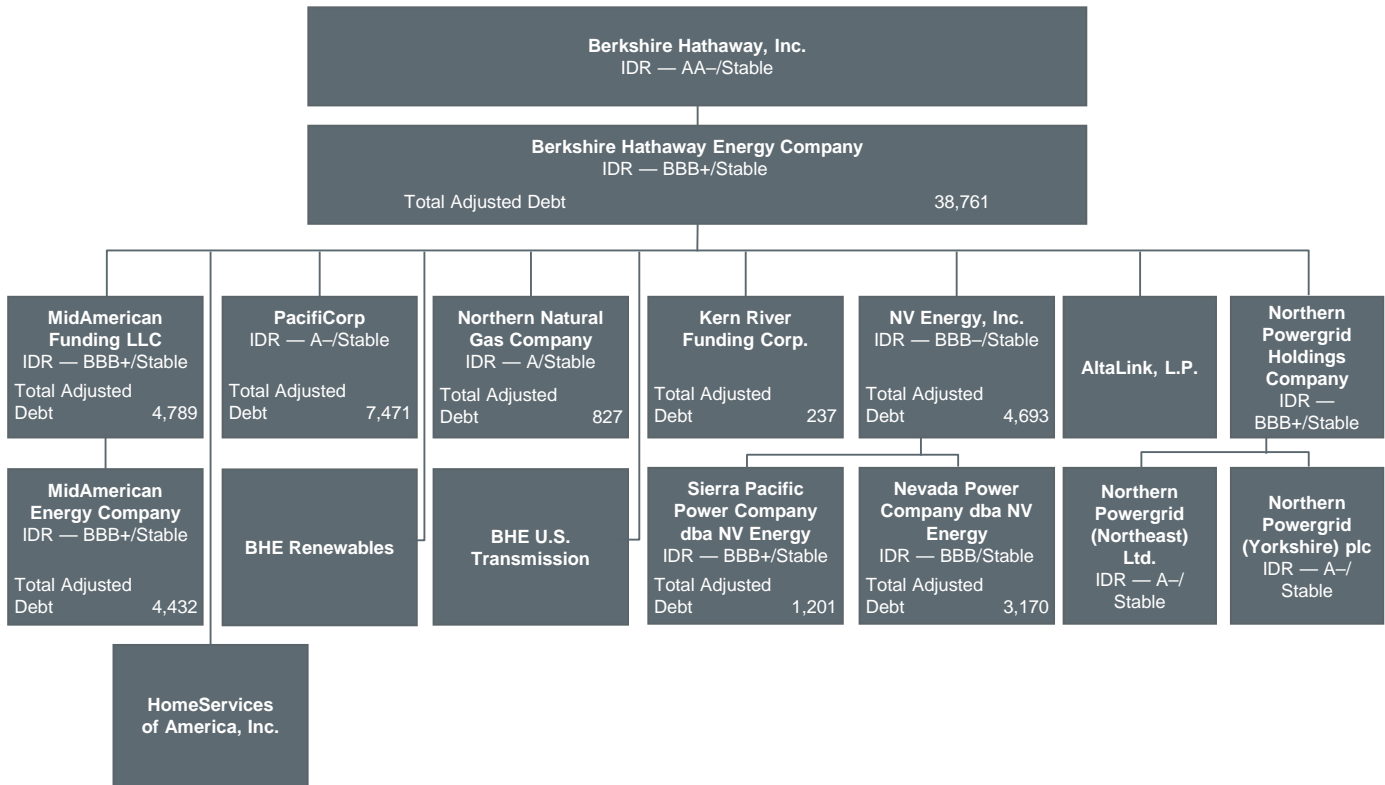 Berkshire Hathaway, Inc.
IDR — AA–/Stable
Berkshire Hathaway Energy Company
IDR — BBB+/Stable
Total Adjusted Debt 38,761
MidAmerican
Funding LLC
IDR — BBB+/Stable
Total Adjusted
Debt 4,789
PacifiCorp
IDR — A–/Stable
Total Adjusted
Debt 7,471
Northern Natural
Gas Company
IDR — A/Stable
Total Adjusted
Debt 827
Kern River
Funding Corp.
Total Adjusted
Debt 237
NV Energy, Inc.
IDR — BBB–/Stable
Total Adjusted
Debt 4,693
AltaLink, L.P.
Northern
Powergrid
Holdings
Company
IDR —
BBB+/Stable
MidAmerican
Energy Company
IDR — BBB+/Stable
Total Adjusted
Debt 4,432
BHE Renewables
BHE U.S.
Transmission
Sierra Pacific
Power Company
dba NV Energy
IDR — BBB+/Stable
Total Adjusted
Debt 1,201
Nevada Power
Company dba NV
Energy
IDR — BBB/Stable
Total Adjusted
Debt 3,170
Northern
Powergrid
(Northeast)
Ltd.
IDR — A–/
Stable
Northern
Powergrid
(Yorkshire) plc
IDR — A–/
Stable
HomeServices
of America, Inc.